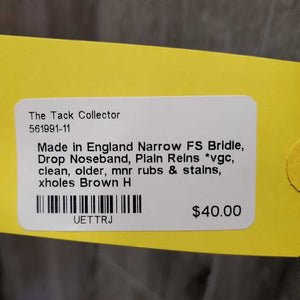 The Tack Collector
561991-11
Made in England Narrow FS Bridle,
Drop Noseband, Plain Reins *vgc,
clean, older, mnr rubs & stains,
xholes Brown H
UETTRJ
$40.00